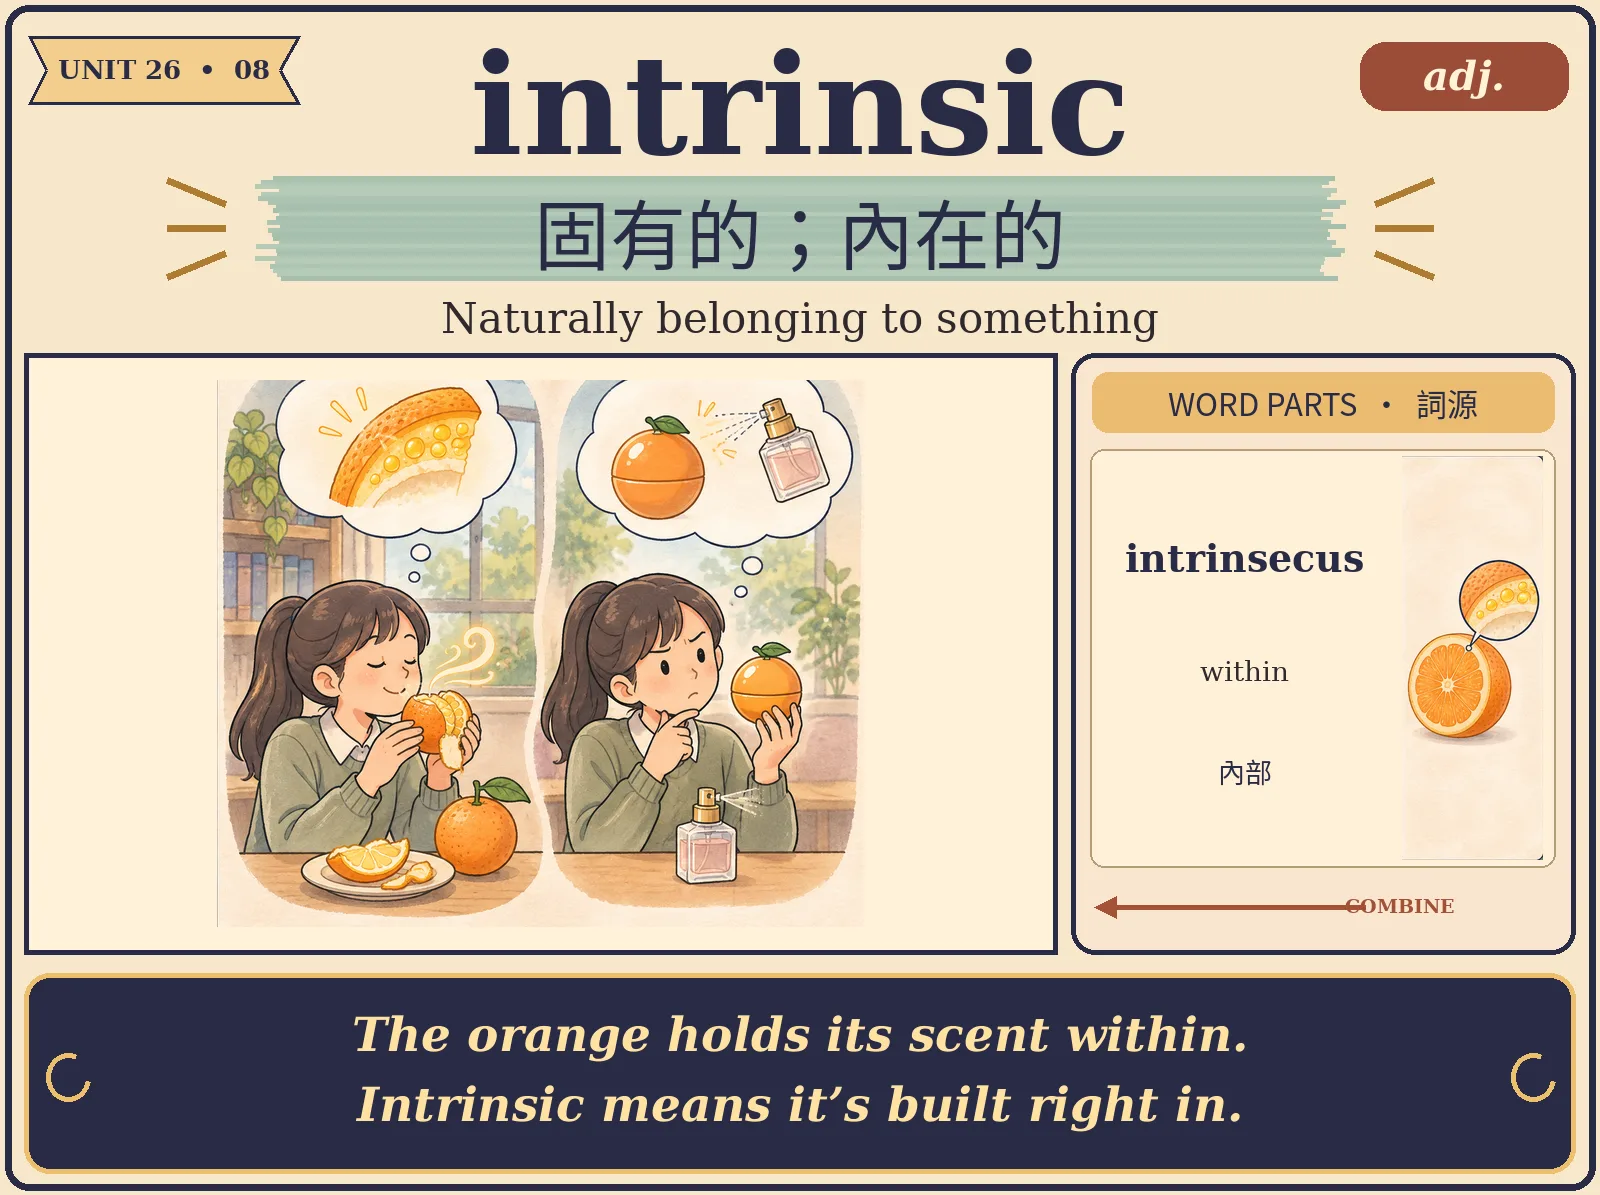 UNIT 26 • 08
intrinsic
adj.
固有的；內在的
Naturally belonging to something
WORD PARTS • 詞源
intrinsecus
within
內部
COMBINE
The orange holds its scent within.
Intrinsic means it’s built right in.